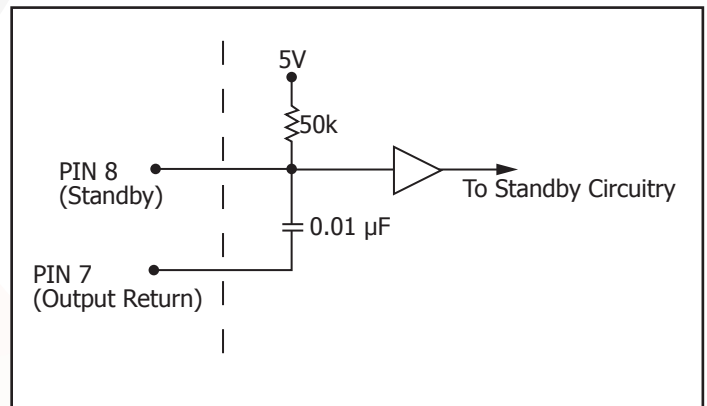 5V
50k
PIN 8
(Standby)
To Standby Circuitry
0.01 µF
PIN 7
(Output Return)